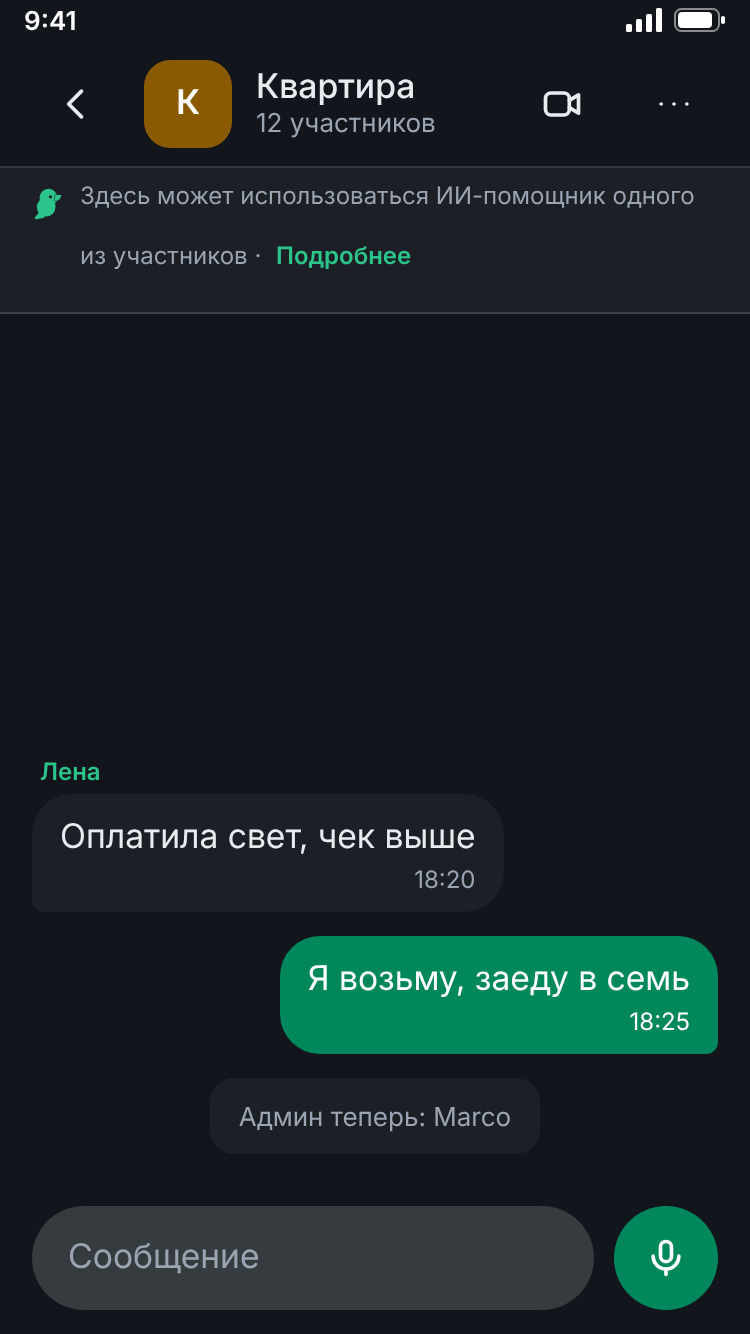 9:41
К
Квартира
12 участников
Здесь может использоваться ИИ-помощник одного
из участников · Подробнее
Лена
Оплатила свет, чек выше
18:20
Я возьму, заеду в семь
18:25
Админ теперь: Marco
Сообщение